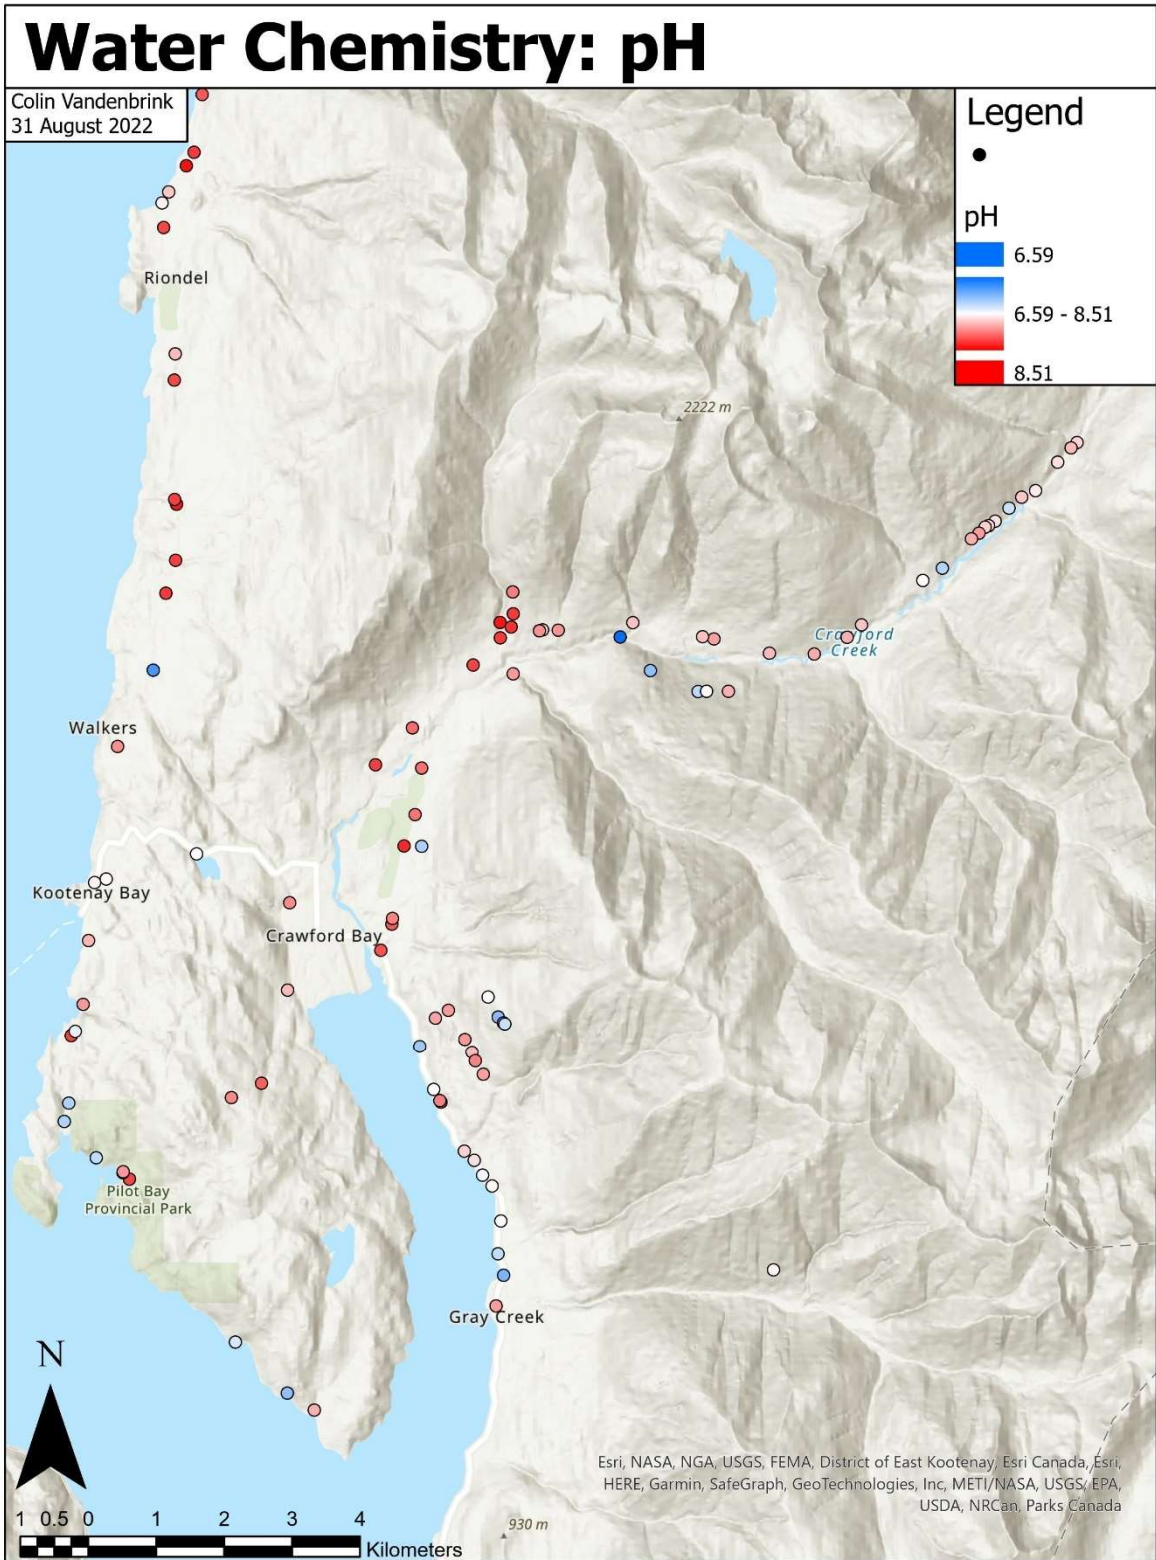 Water Chemistry: pH
Colin Vandenbrink
31 August 2022
Legend
pH
6.59
6.59 - 8.51
8.51
Riondel
2222 m
Crawford
Creek
Walkers
Kootenay Bay
Crawford Bay
Pilot Bay
Provincial Park
Gray Creek
N
Esri, NASA, NGA, USGS, FEMA, District of East Kootenay, Esri Canada, Esri,
HERE, Garmin, SafeGraph, GeoTechnologies, Inc, METI/NASA, USGS, EPA,
USDA, NRCan, Parks Canada
930 m
1 0.5 0 1 2 3 4
Kilometers